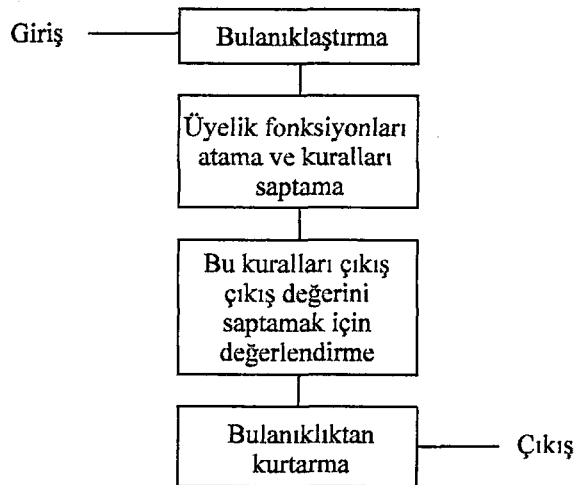 Giriş
Bulanıklaştırma
Üyelik fonksiyonları
atama ve kuralları
saptama
Bu kuralları çıkış
çıkış değerini
saptamak için
değerlendirme
Bulanıklıktan
kurtarma
Çıkış